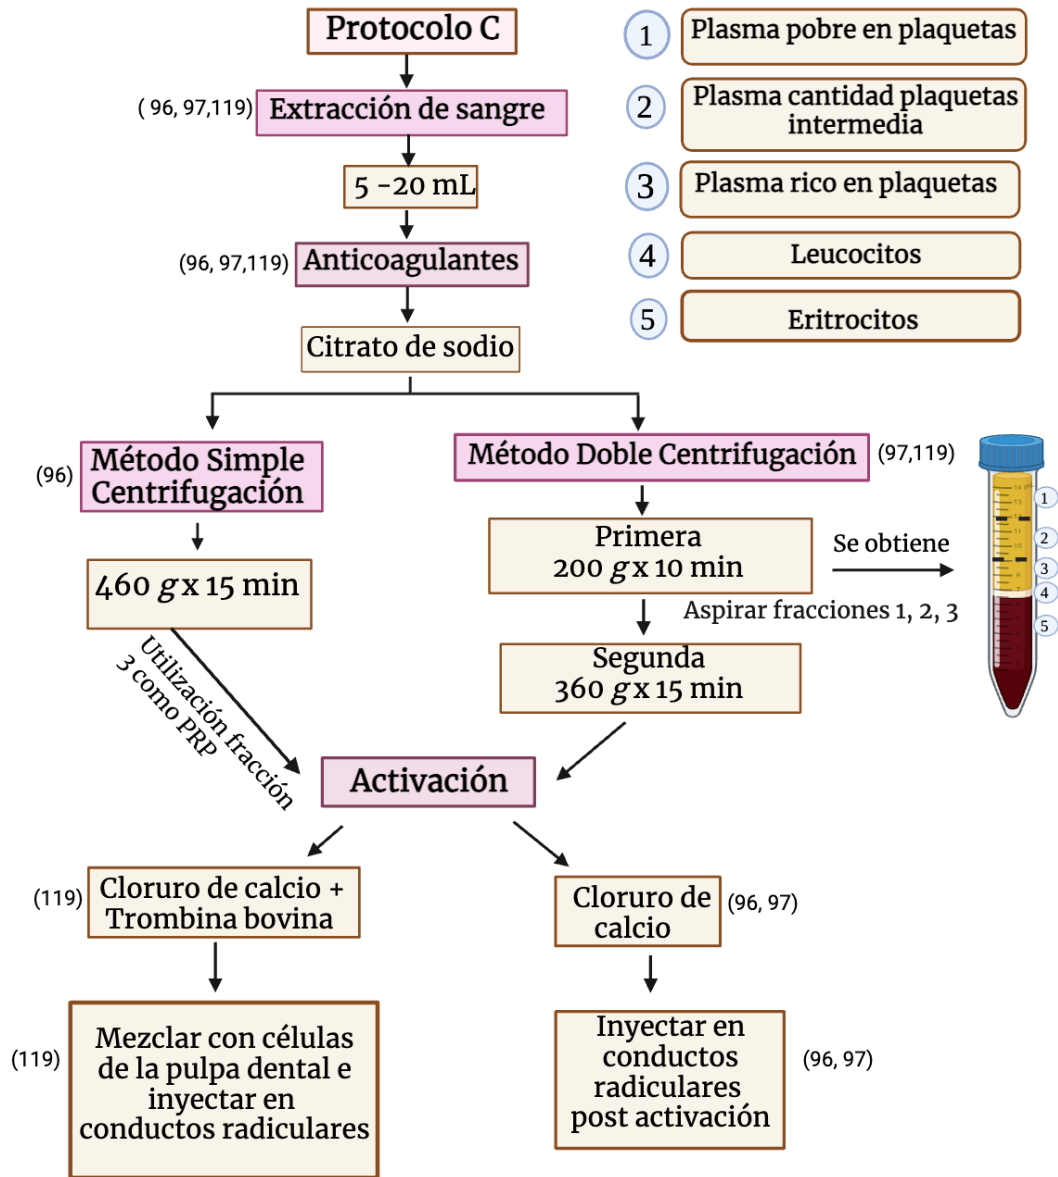 Protocolo C
( 96, 97,119)
Extracción de sangre
5 -20 mL
(96, 97,119)
Anticoagulantes
Citrato de sodio
1
Plasma pobre en plaquetas
2
Plasma cantidad plaquetas
intermedia
3
Plasma rico en plaquetas
4
Leucocitos
5
Eritrocitos
(96)
Método Simple
Centrifugación
460 g x 15 min
Utilización fracción
3 como PRP
Método Doble Centrifugación
(97,119)
Primera
200 g x 10 min
Se obtiene
Aspirar fracciones 1, 2, 3
Segunda
360 g x 15 min
1
2
3
4
5
Activación
(119)
Cloruro de calcio +
Trombina bovina
Cloruro de
calcio
(96, 97)
(119)
Mezclar con células
de la pulpa dental e
inyectar en
conductos radiculares
Inyectar en
conductos
radiculares
post activación
(96, 97)